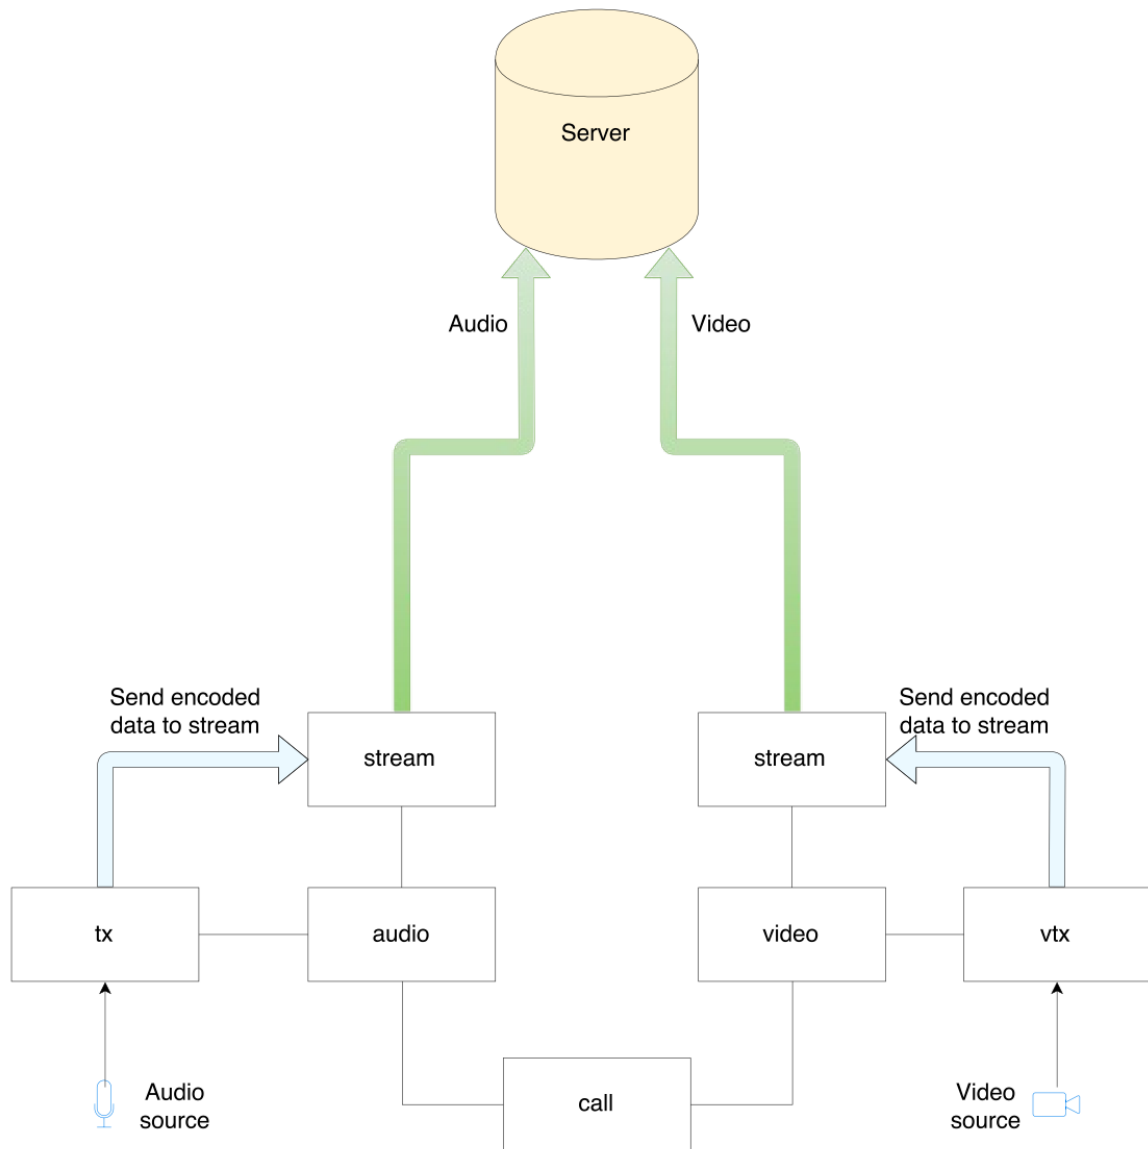 Server
Audio
Video
Send encoded
data to stream
Send encoded
data to stream
stream
stream
tx
audio
video
vtx
Audio
source
call
Video
source